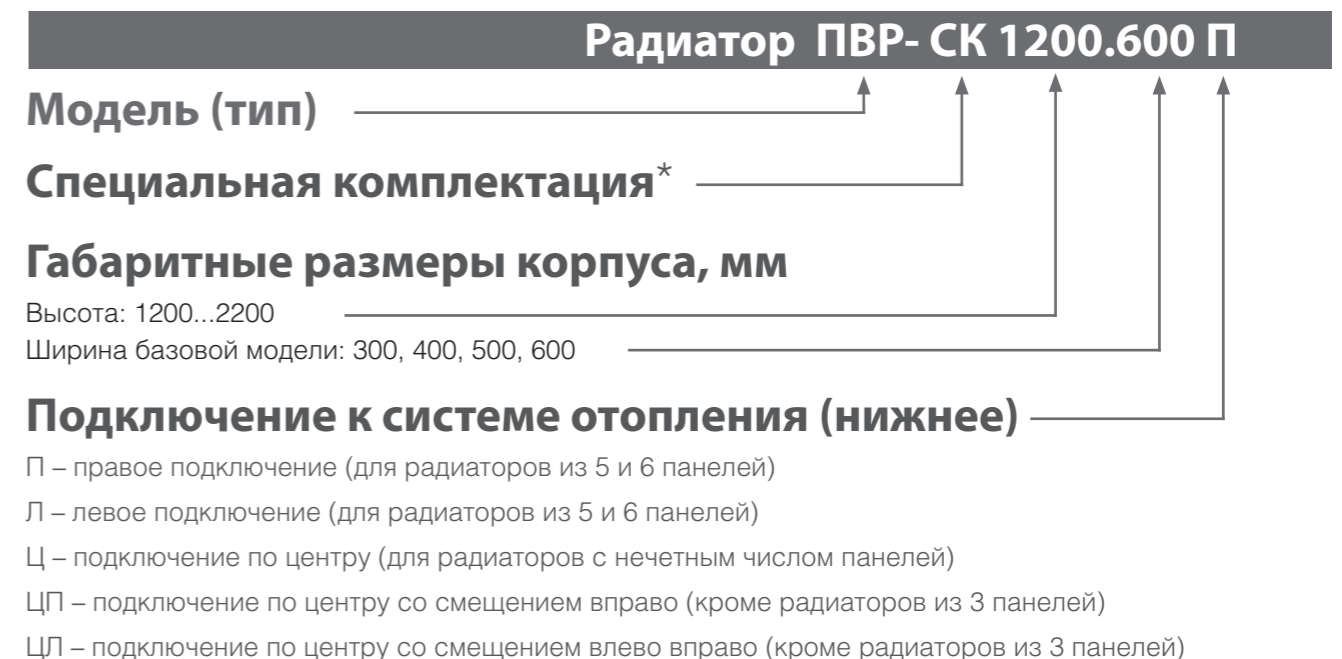 Радиатор ПВР- СК 1200.600 П
Модель (тип)
Специальная комплектация*
Габаритные размеры корпуса, мм
Высота: 1200...2200
Ширина базовой модели: 300, 400, 500, 600
Подключение к системе отопления (нижнее)
П – правое подключение (для радиаторов из 5 и 6 панелей)
Л – левое подключение (для радиаторов из 5 и 6 панелей)
Ц – подключение по центру (для радиаторов с нечетным числом панелей)
ЦП – подключение по центру со смещением вправо (кроме радиаторов из 3 панелей)
ЦЛ – подключение по центру со смещением влево вправо (кроме радиаторов из 3 панелей)